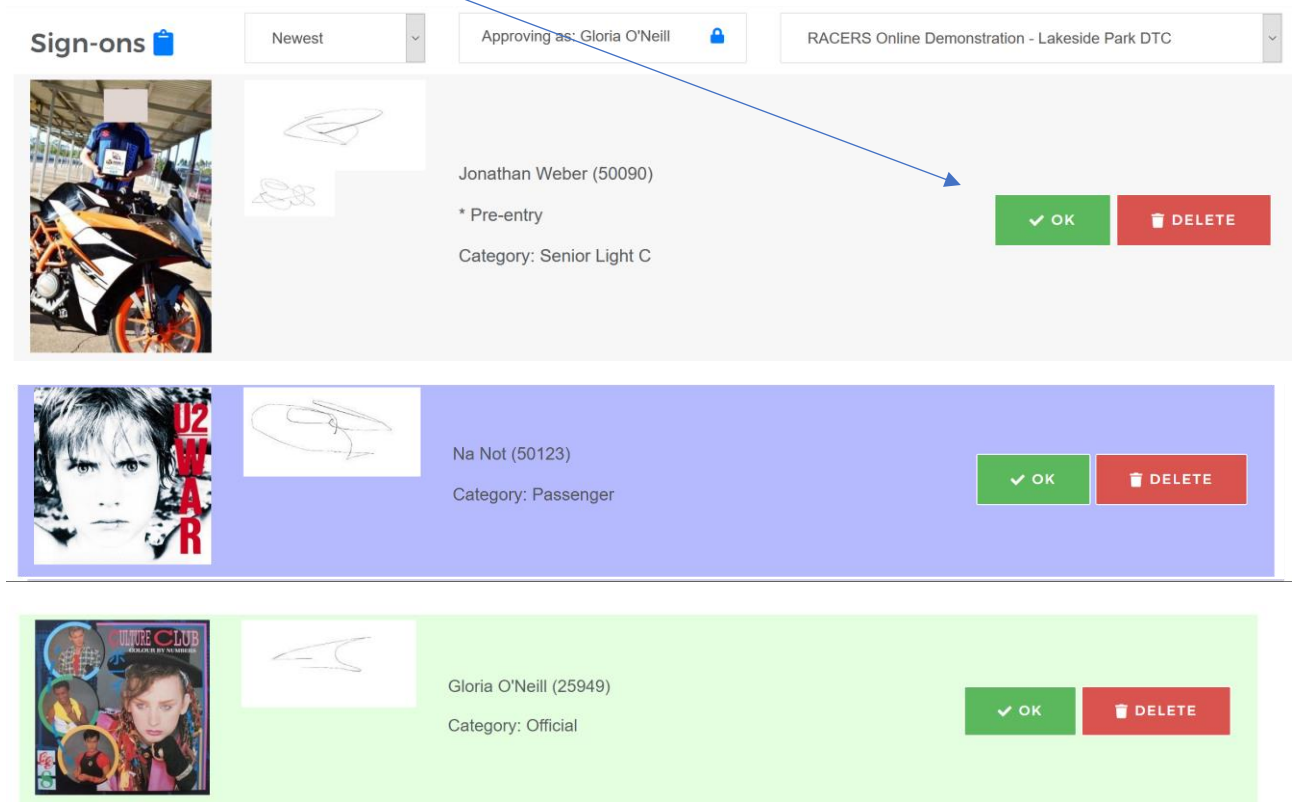 Sign-ons
Newest
Approving as: Gloria O'Neill
RACERS Online Demonstration - Lakeside Park DTC
Jonathan Weber (50090)
* Pre-entry
Category: Senior Light C
OK
DELETE
U2
WAR
Na Not (50123)
Category: Passenger
OK
DELETE
CULTURE CLUB
COLOUR BY NUMBERS
Gloria O'Neill (25949)
Category: Official
OK
DELETE